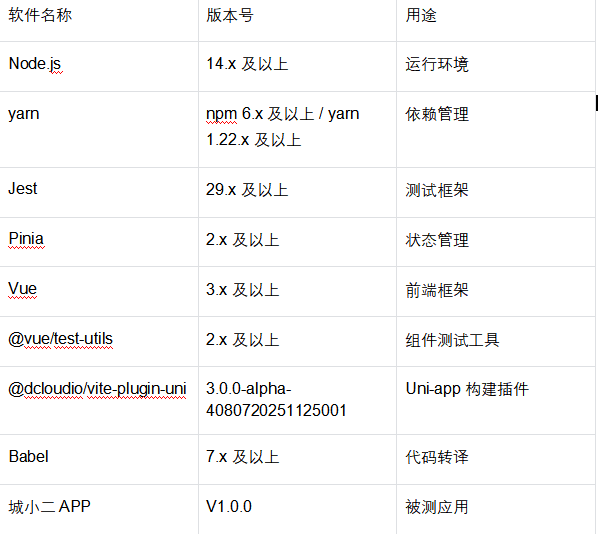 软件名称 版本号 用途
Node.js 14.x 及以上 运行环境
yarn npm 6.x 及以上 / yarn 依赖管理
1.22.x 及以上
Jest 29.x 及以上 测试框架
Pinia 2.x 及以上 状态管理
Vue 3.x 及以上 前端框架
@vue/test-utils 2.x 及以上 组件测试工具
@dcloudio/vite-plugin-uni 3.0.0-alpha- Uni-app 构建插件
4080720251125001
Babel 7.x 及以上 代码转译
城小二 APP V1.0.0 被测应用